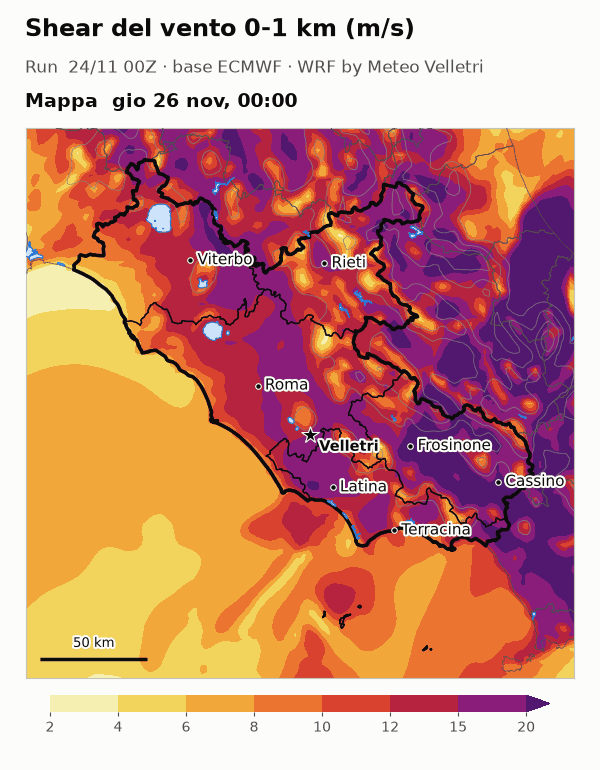 Shear del vento 0-1 km (m/s)
Run  24/11 00Z · base ECMWF · WRF by Meteo Velletri
Mappa  gio 26 nov, 00:00
Viterbo
Rieti
Roma
Velletri
Frosinone
Cassino
Latina
Terracina
50 km
2 4 6 8 10 12 15 20